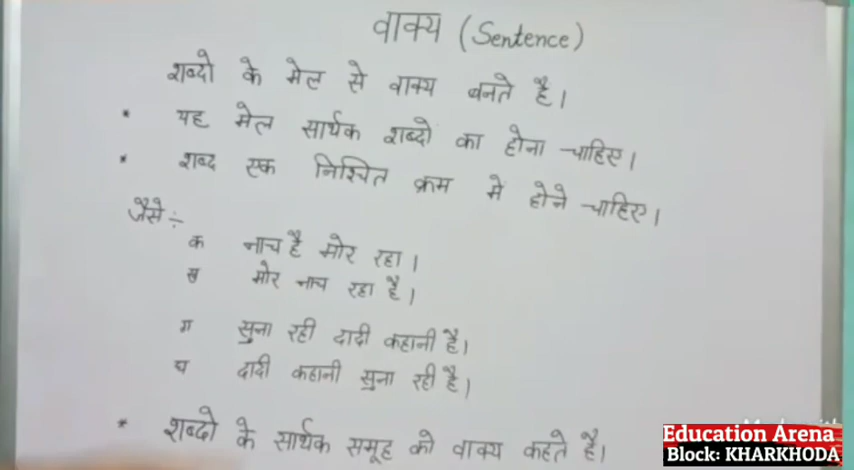 वाक्य (Sentence)
शब्दो के मेल से वाक्य बनते है।
* यह मेल सार्थक शब्दो का होना चाहिए।
* शब्द एक निश्चित क्रम में होने चाहिए।
जैसे ÷
क नाच है मोर रहा।
ख मोर नाच रहा है।
ग सुना रही दादी कहानी है।
घ दादी कहानी सुना रही है।
* शब्दो के सार्थक समूह को वाक्य कहते है।
Education Arena
Block: KHARKHODA